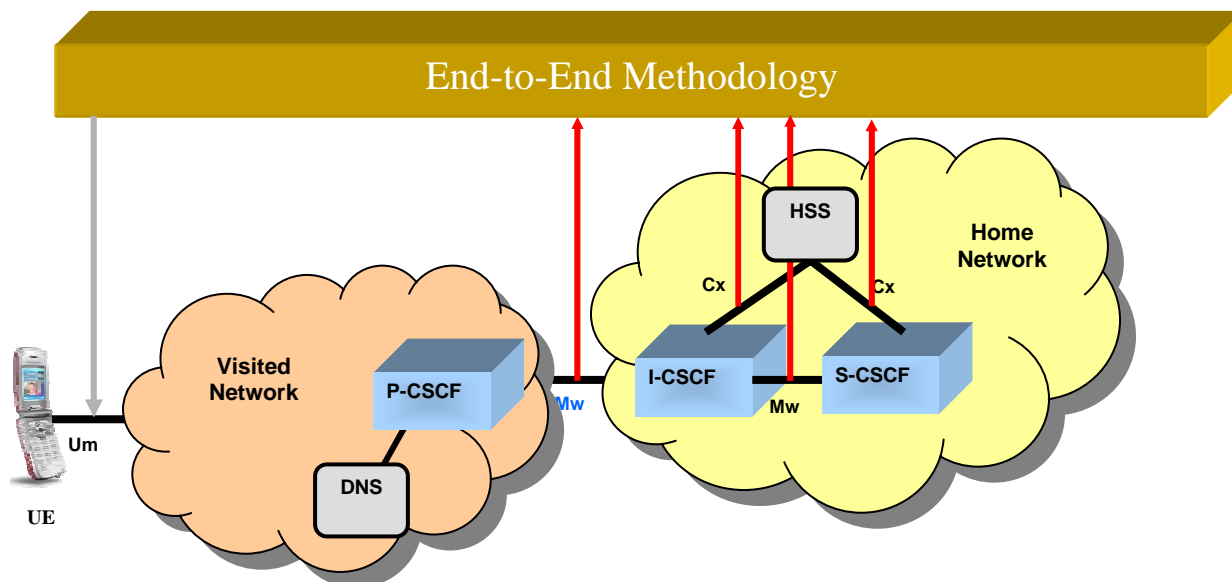 End-to-End Methodology
HSS
Home
Network
Cx
Cx
Visited
Network
P-CSCF
I-CSCF
S-CSCF
Mw
Mw
Um
DNS
UE